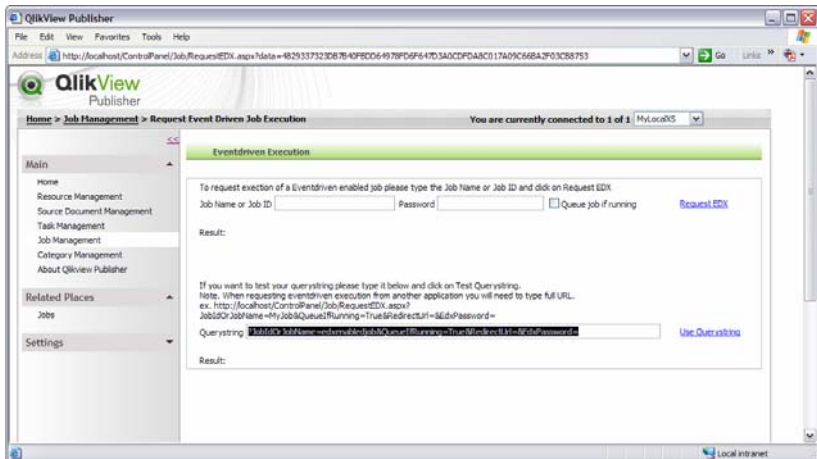 QlikView Publisher
File Edit View Favorites Tools Help
Address http://localhost/ControlPanel/Job/RequestEDX.aspx?data=
Go Links »
QlikView
Publisher
Home > Job Management > Request Event Driven Job Execution
You are currently connected to 1 of 1 MyLocalXS
<<
Main
Home
Resource Management
Source Document Management
Task Management
Job Management
Category Management
About Qlikview Publisher
Related Places
Jobs
Settings
Eventdriven Execution
To request exection of a Eventdriven enabled job please type the Job Name or Job ID and click on Request EDX
Job Name or Job ID Password Queue job if running Request EDX
Result:
If you want to test your querystring please type it below and click on Test Querystring.
Note. When requesting eventdriven execution from another application you will need to type full URL.
ex. http://localhost/ControlPanel/Job/RequestEDX.aspx?
JobIdOrJobName=MyJob&QueueIfRunning=True&RedirectUrl=&EdxPassword=
Querystring ?JobIdOrJobName=edxenabledjob&QueueIfRunning=True&RedirectUrl=&EdxPassword= Use Querystring
Result:
Local intranet